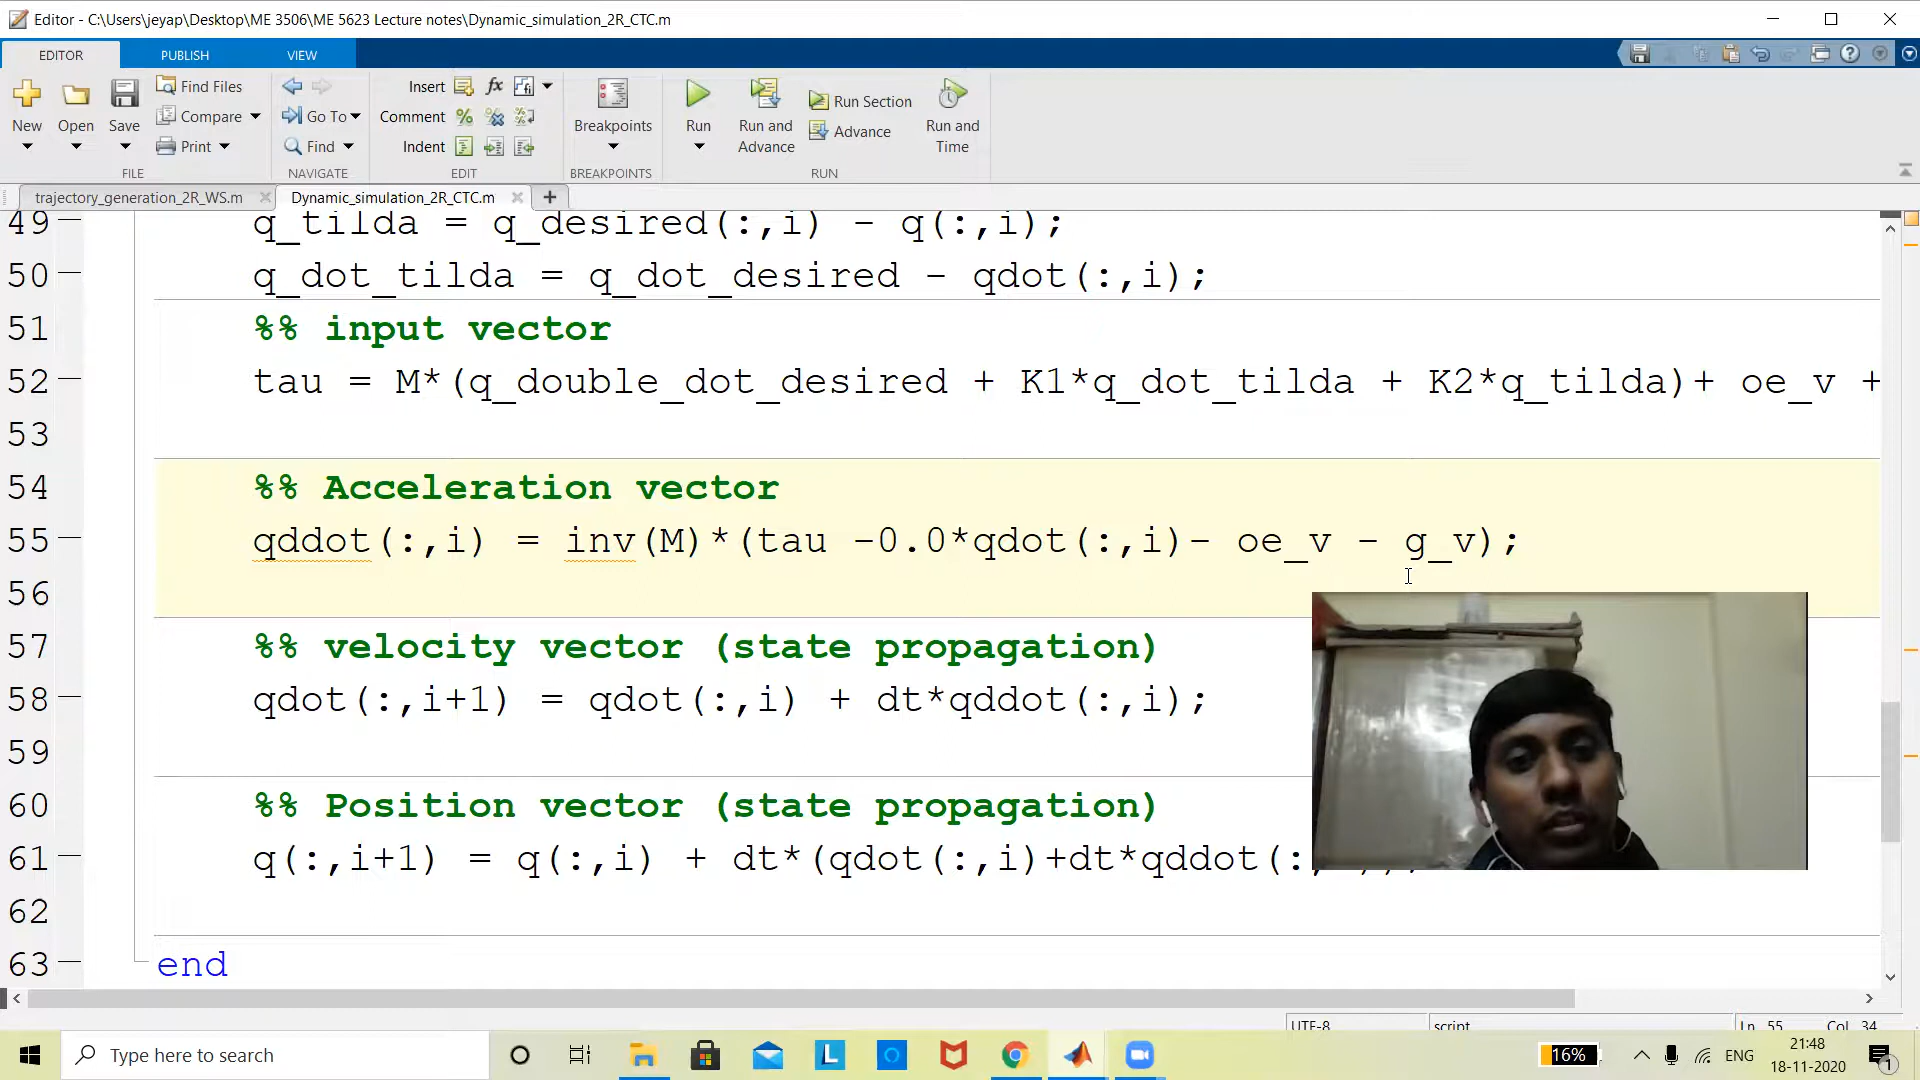 Editor - C:\Users\jeyap\Desktop\ME 3506\ME 5623 Lecture notes\Dynamic_simulation_2R_CTC.m
EDITOR PUBLISH VIEW
New Open Save
Find Files
Compare
Print
Go To
Find
Insert
Comment
Indent
Breakpoints
Run
Run and Advance
Run Section
Advance
Run and Time
FILE NAVIGATE EDIT BREAKPOINTS RUN
trajectory_generation_2R_WS.m Dynamic_simulation_2R_CTC.m
49 q_tilda = q_desired(:,i) - q(:,i);
50 q_dot_tilda = q_dot_desired - qdot(:,i);
51 %% input vector
52 tau = M*(q_double_dot_desired + K1*q_dot_tilda + K2*q_tilda)+ oe_v +
53
54 %% Acceleration vector
55 qddot(:,i) = inv(M)*(tau -0.0*qdot(:,i)- oe_v - g_v);
56
57 %% velocity vector (state propagation)
58 qdot(:,i+1) = qdot(:,i) + dt*qddot(:,i);
59
60 %% Position vector (state propagation)
61 q(:,i+1) = q(:,i) + dt*(qdot(:,i)+dt*qddot(:,
62
63 end
UTF-8 script Ln 55 Col 34
Type here to search
16%
ENG
21:48
18-11-2020
1